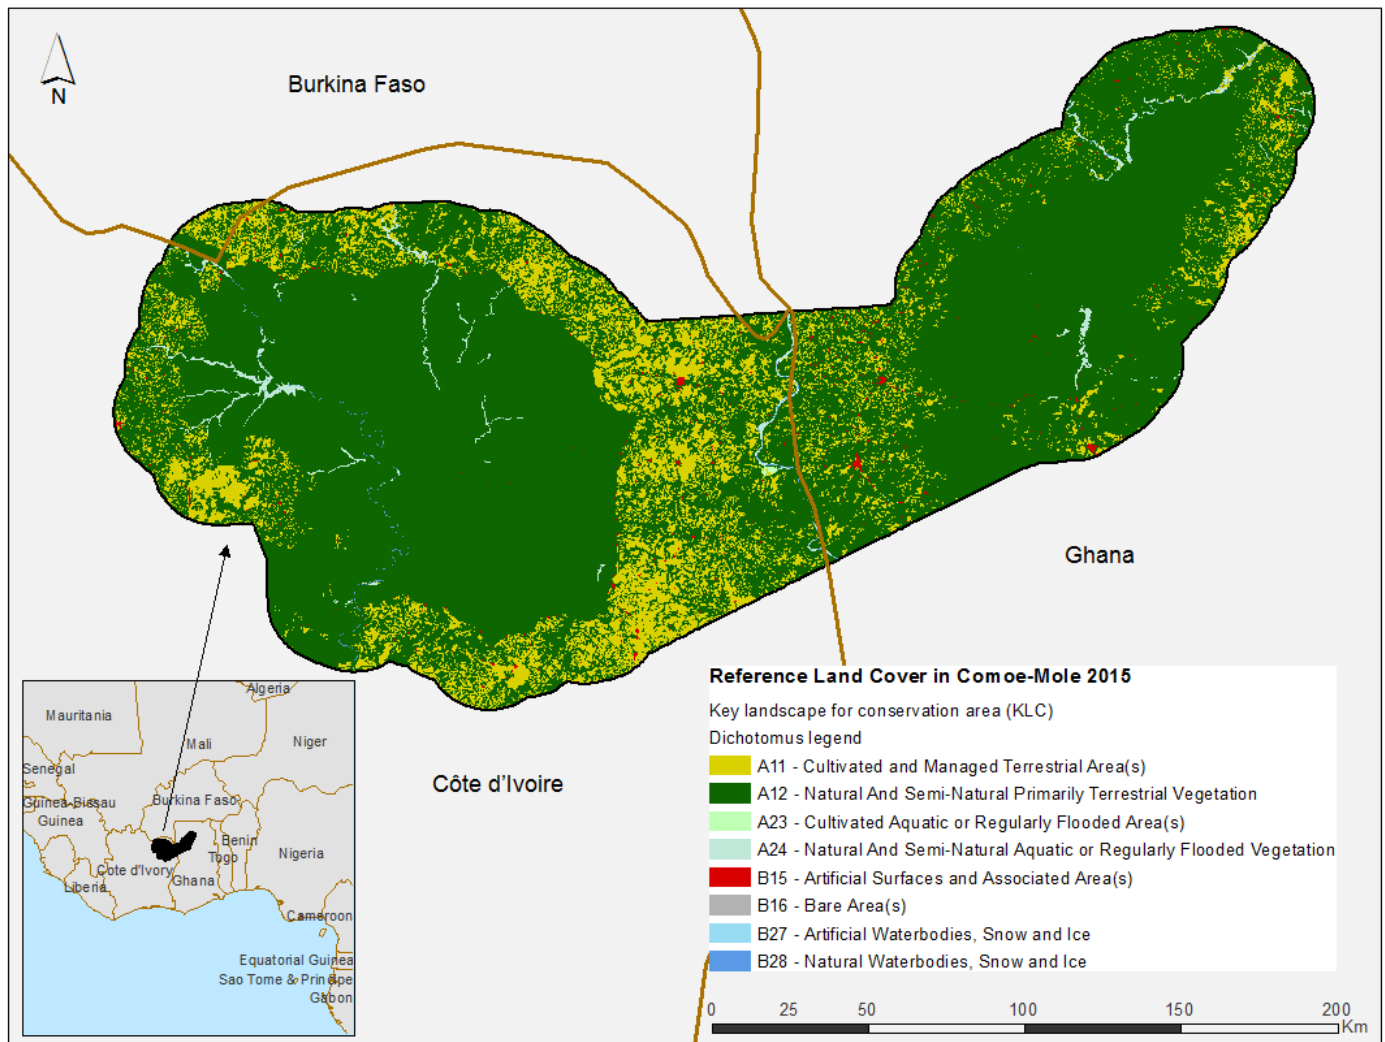 N
Burkina Faso
Ghana
Côte d'Ivoire
Reference Land Cover in Comoe-Mole 2015
Key landscape for conservation area (KLC)
Dichotomus legend
A11 - Cultivated and Managed Terrestrial Area(s)
A12 - Natural And Semi-Natural Primarily Terrestrial Vegetation
A23 - Cultivated Aquatic or Regularly Flooded Area(s)
A24 - Natural And Semi-Natural Aquatic or Regularly Flooded Vegetation
B15 - Artificial Surfaces and Associated Area(s)
B16 - Bare Area(s)
B27 - Artificial Waterbodies, Snow and Ice
B28 - Natural Waterbodies, Snow and Ice
0 25 50 100 150 200
Km
Algeria
Mauritania
Mali
Niger
Senegal
Guinea-Bissau
Burkina Faso
Guinea
Benin
Togo
Nigeria
Cote d'Ivory
Ghana
Liberia
Cameroon
Equatorial Guinea
Sao Tome & Principe
Gabon